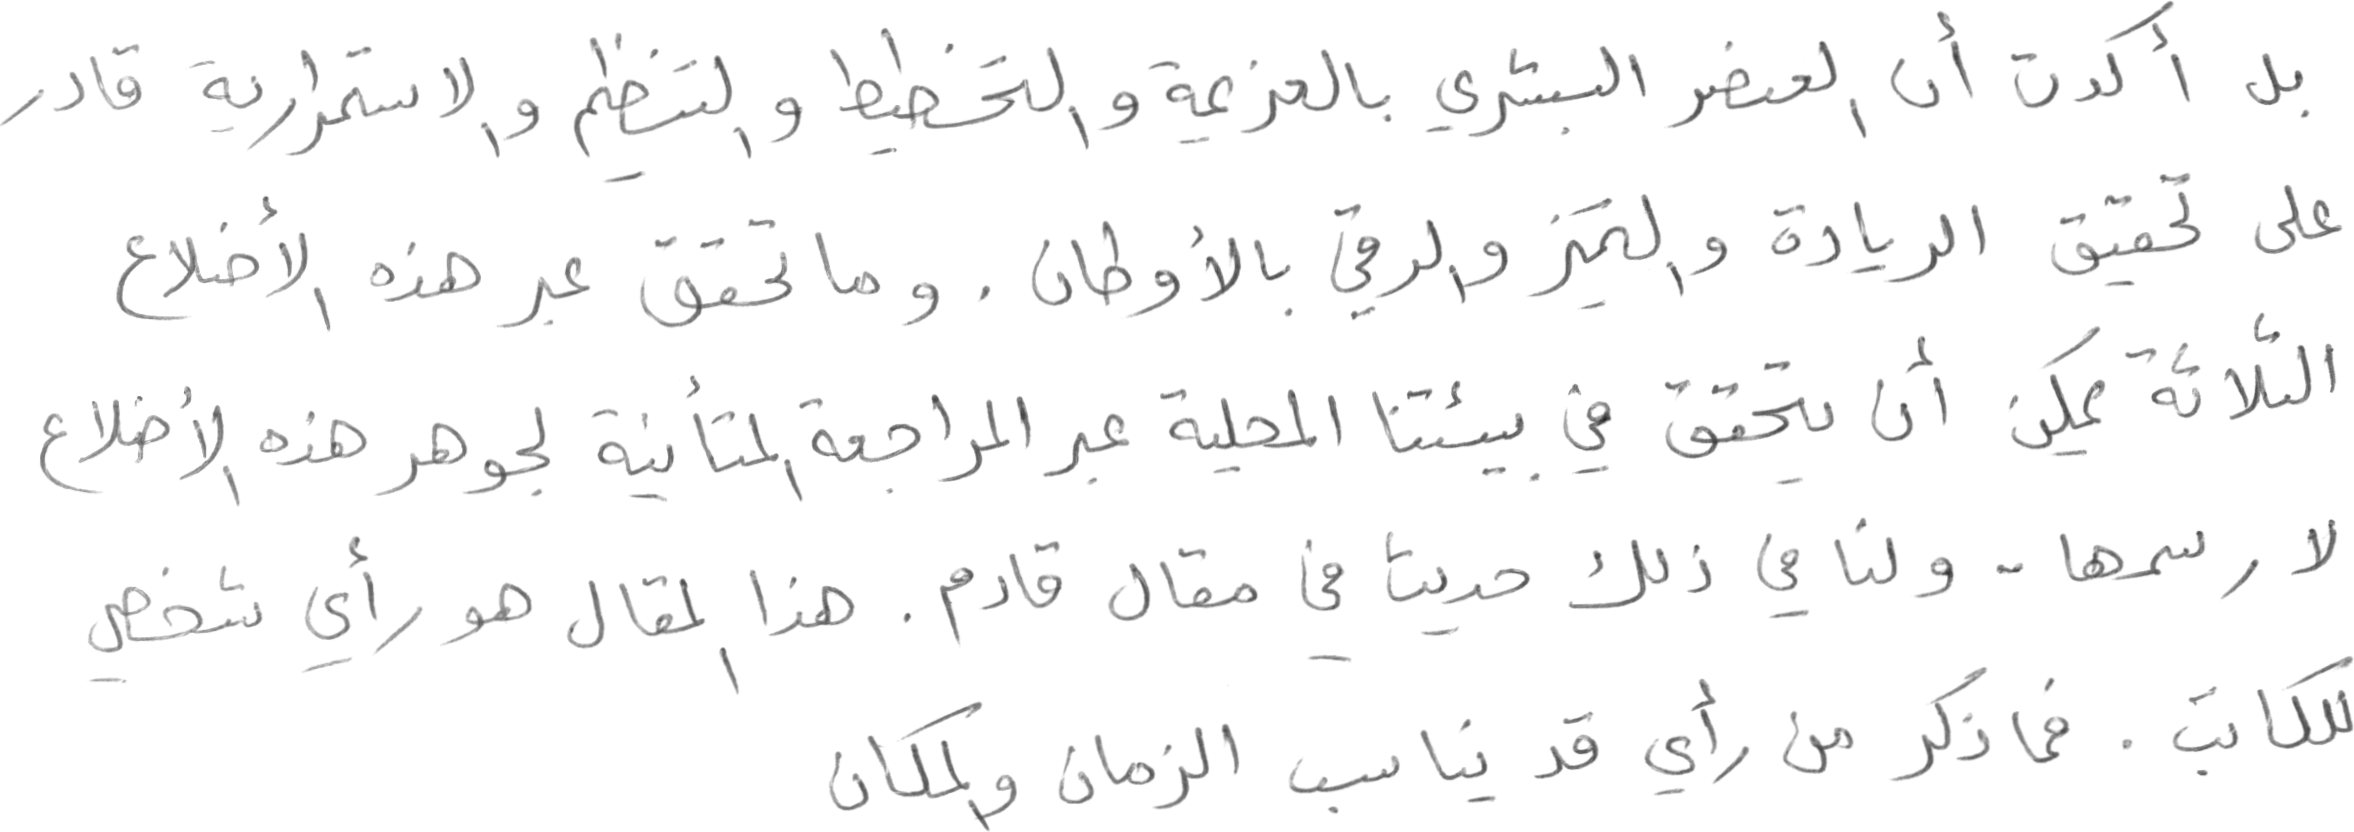 بل أكدت أن العنصر البشري بالعزيمة والتخطيط والتنظيم والاستمرارية قادر
على تحقيق الريادة والتميز والرقي بالأوطان. وما تحقق عبر هذه الأضلاع
الثلاثة يمكن أن يتحقق في بيئتنا المحلية عبر المراجعة المتأنية لجوهر هذه الأضلاع
لا رسمها - ولنا في ذلك حديث في مقال قادم. هذا المقال هو رأي شخصي
للكاتب. فما ذكر من رأي قد يناسب الزمان والمكان